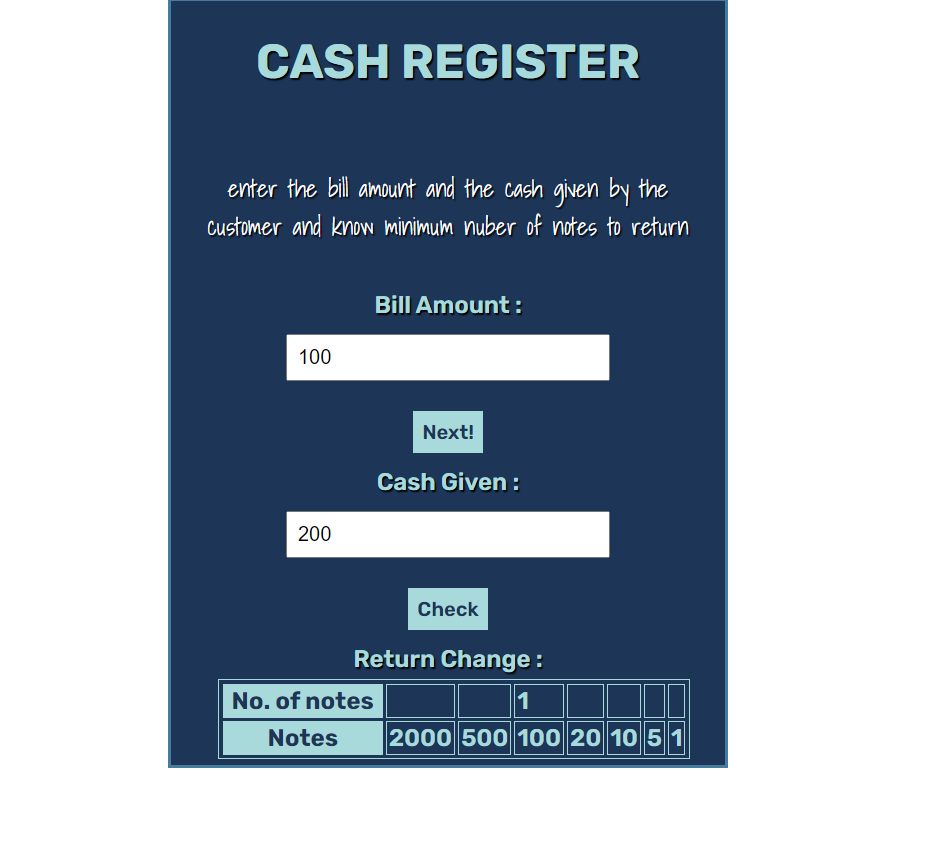 CASH REGISTER
enter the bill amount and the cash given by the
customer and know minimum nuber of notes to return
Bill Amount :
100
Next!
Cash Given :
200
Check
Return Change :
No. of notes 1
Notes 2000 500 100 20 10 5 1